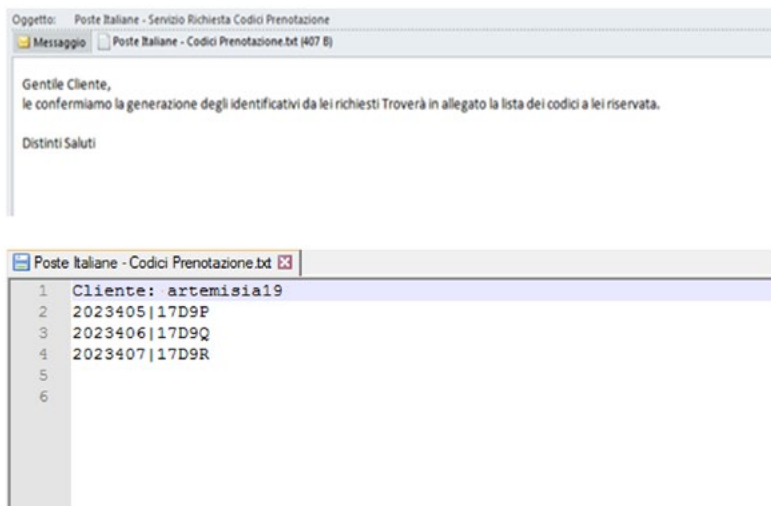 Oggetto: Poste Italiane - Servizio Richiesta Codici Prenotazione
Messaggio Poste Italiane - Codici Prenotazione.txt (407 B)
Gentile Cliente,
le confermiamo la generazione degli identificativi da lei richiesti Troverà in allegato la lista dei codici a lei riservata.
Distinti Saluti
Poste Italiane - Codici Prenotazione.txt
1 Cliente: artemisia19
2 2023405|17D9P
3 2023406|17D9Q
4 2023407|17D9R
5
6